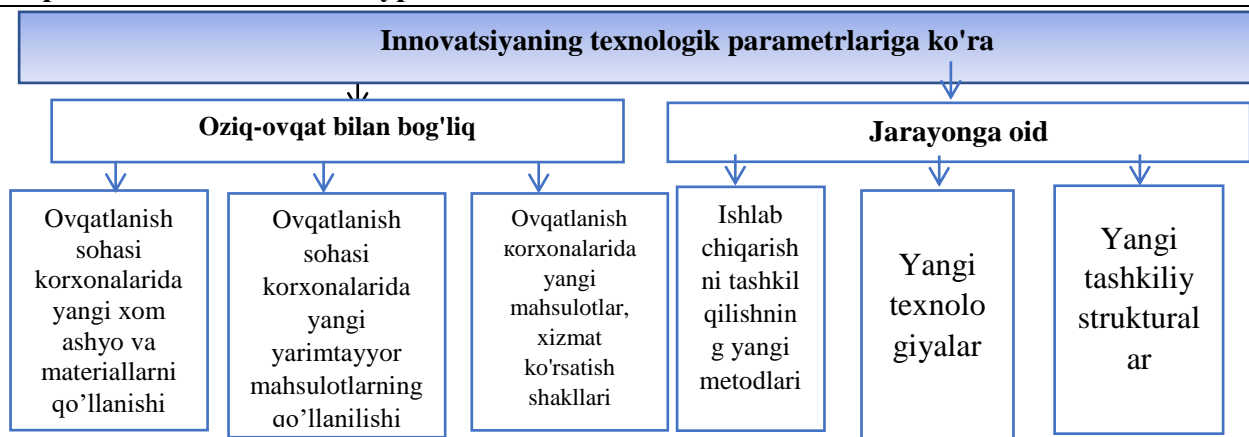 Innovatsiyaning texnologik parametrlariga ko'ra
Oziq-ovqat bilan bog'liq
Jarayonga oid
Ovqatlanish
sohasi
korxonalarida
yangi xom
ashyo va
materiallarni
qo’llanishi
Ovqatlanish
sohasi
korxonalarida
yangi
yarimtayyor
mahsulotlarning
qo’llanilishi
Ovqatlanish
korxonalarida
yangi
mahsulotlar,
xizmat
ko'rsatish
shakllari
Ishlab
chiqarish
ni tashkil
qilishnin
g yangi
metodlari
Yangi
texnolo
giyalar
Yangi
tashkiliy
struktural
ar